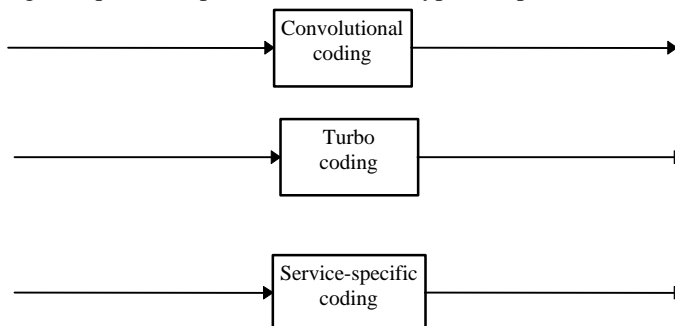 Convolutional
coding
Turbo
coding
Service-specific
coding